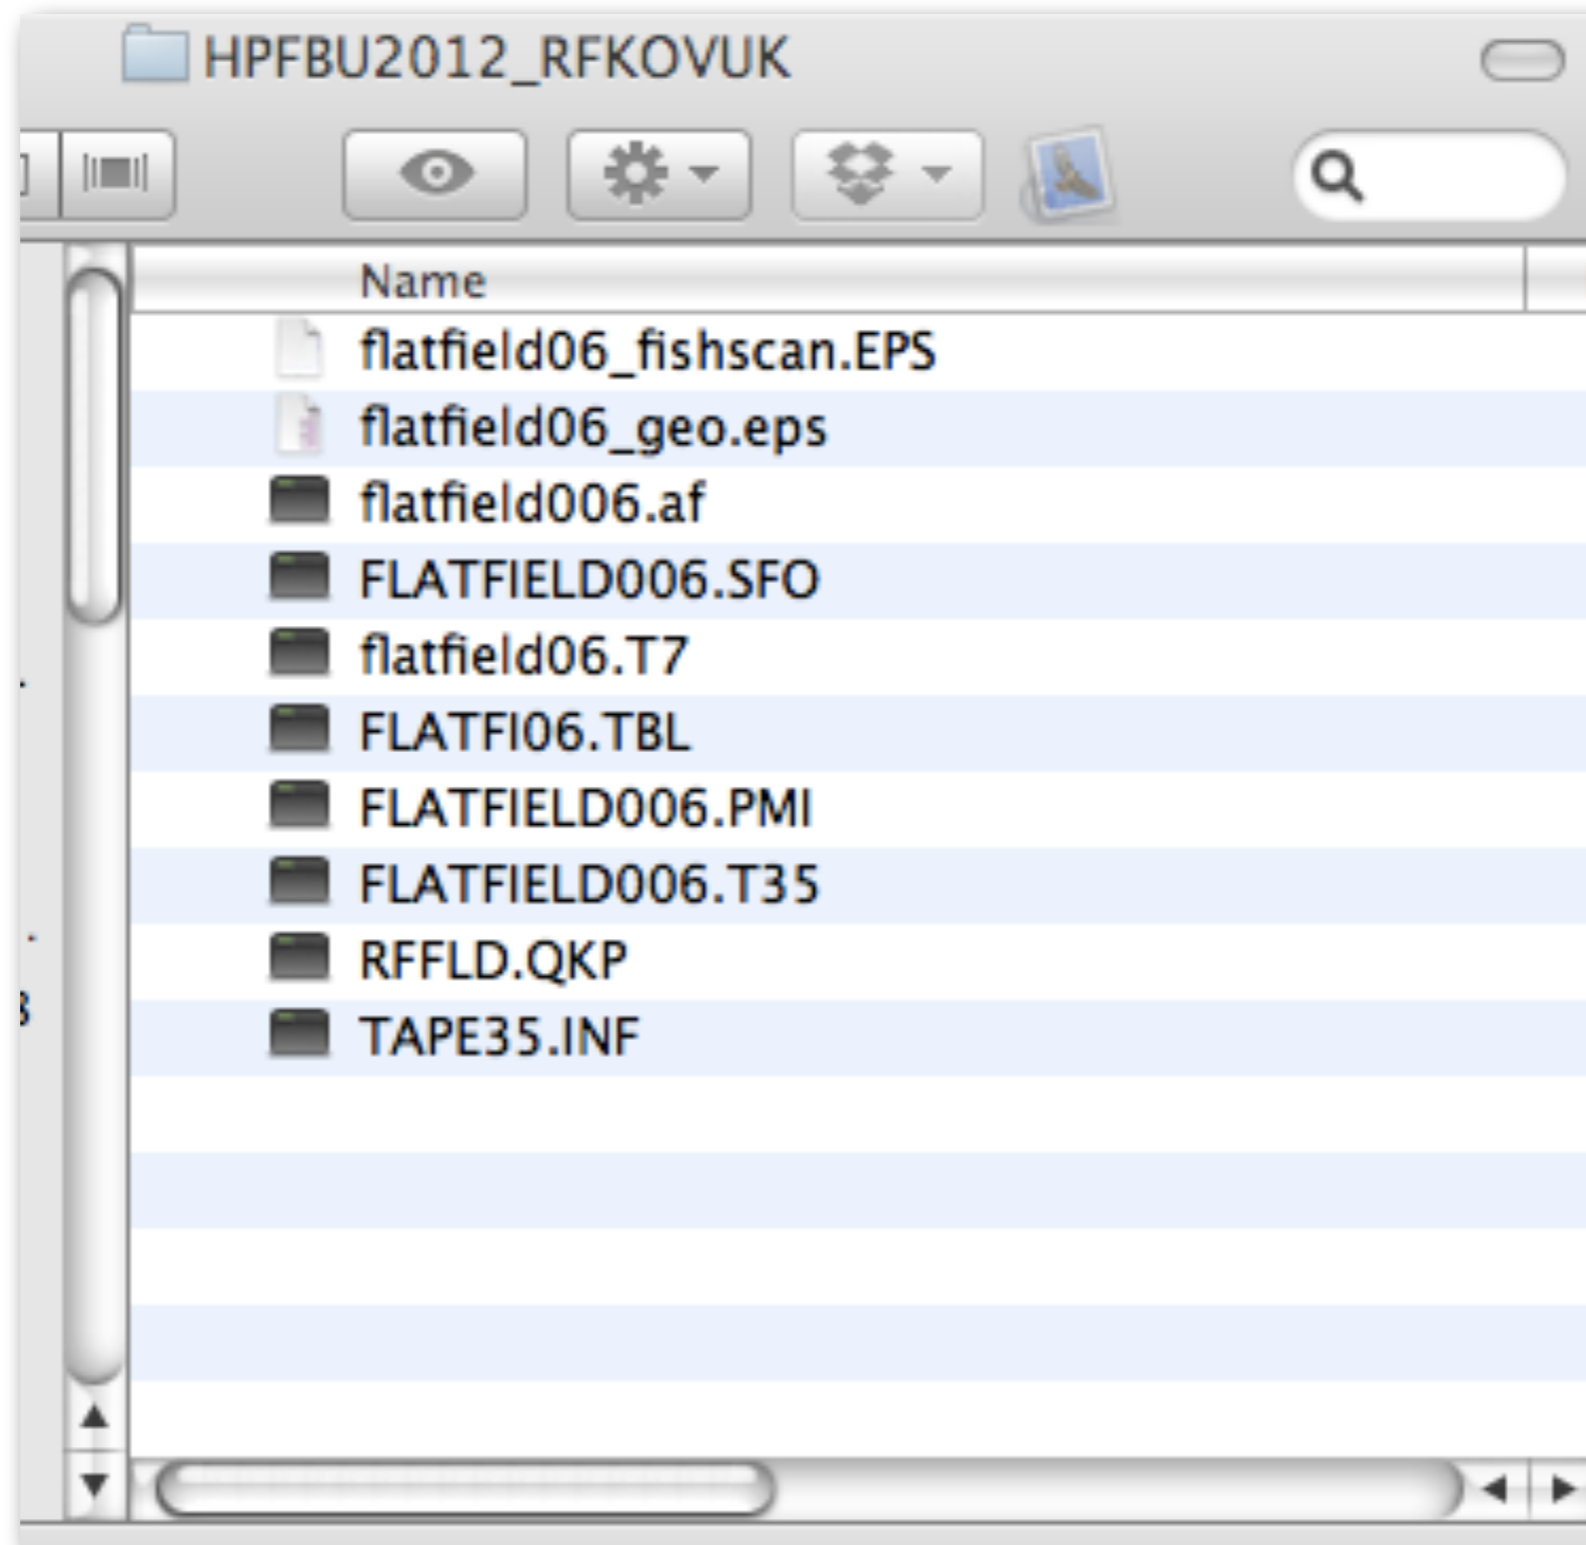 HPFBU2012_RFKOVUK
Name
flatfield06_fishscan.EPS
flatfield06_geo.eps
flatfield006.af
FLATFIELD006.SFO
flatfield06.T7
FLATFI06.TBL
FLATFIELD006.PMI
FLATFIELD006.T35
RFFLD.QKP
TAPE35.INF